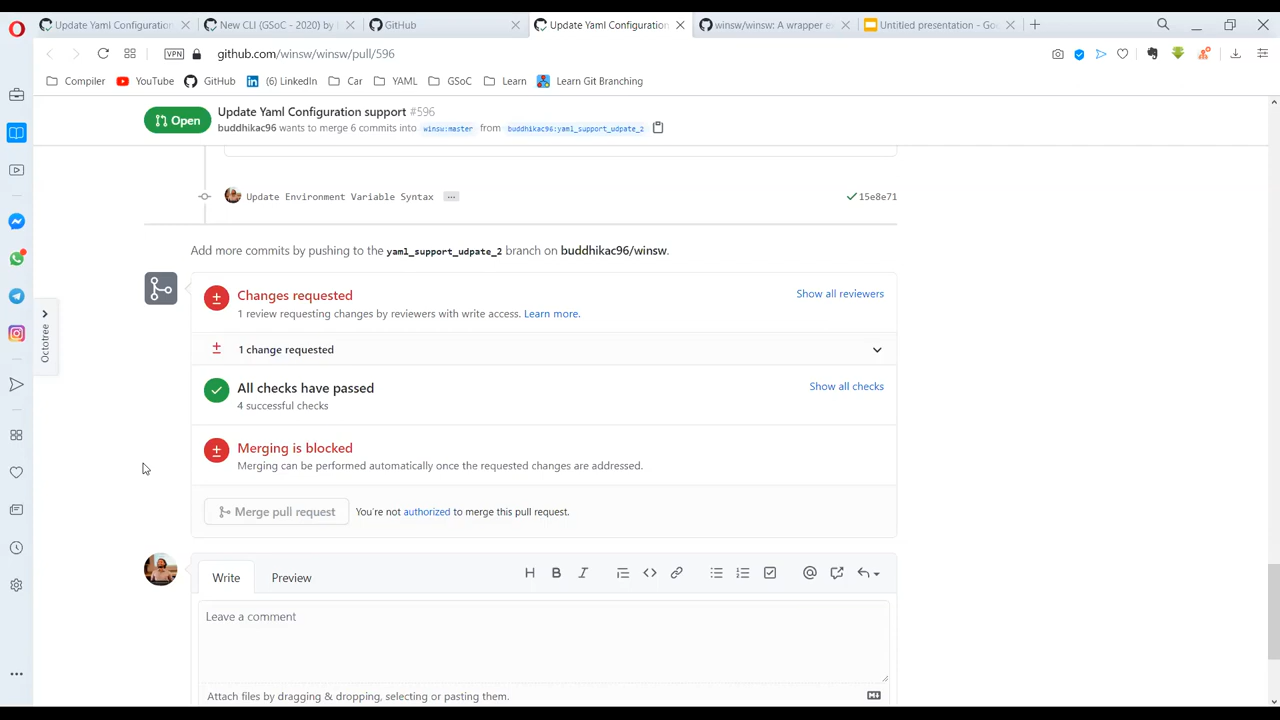 Update Yaml Configuration
New CLI (GSoC - 2020) by
GitHub
Update Yaml Configuration
winsw/winsw: A wrapper ex
Untitled presentation - Goo
VPN
github.com/winsw/winsw/pull/596
Compiler
YouTube
GitHub
(6) LinkedIn
Car
YAML
GSoC
Learn
Learn Git Branching
Open
Update Yaml Configuration support #596
buddhikac96 wants to merge 6 commits into winsw:master from buddhikac96:yaml_support_udpate_2
Update Environment Variable Syntax ...
15e8e71
Add more commits by pushing to the yaml_support_udpate_2 branch on buddhikac96/winsw.
Changes requested
Show all reviewers
1 review requesting changes by reviewers with write access. Learn more.
Octotree
1 change requested
All checks have passed
Show all checks
4 successful checks
Merging is blocked
Merging can be performed automatically once the requested changes are addressed.
Merge pull request
You're not authorized to merge this pull request.
Write
Preview
Leave a comment
Attach files by dragging & dropping, selecting or pasting them.